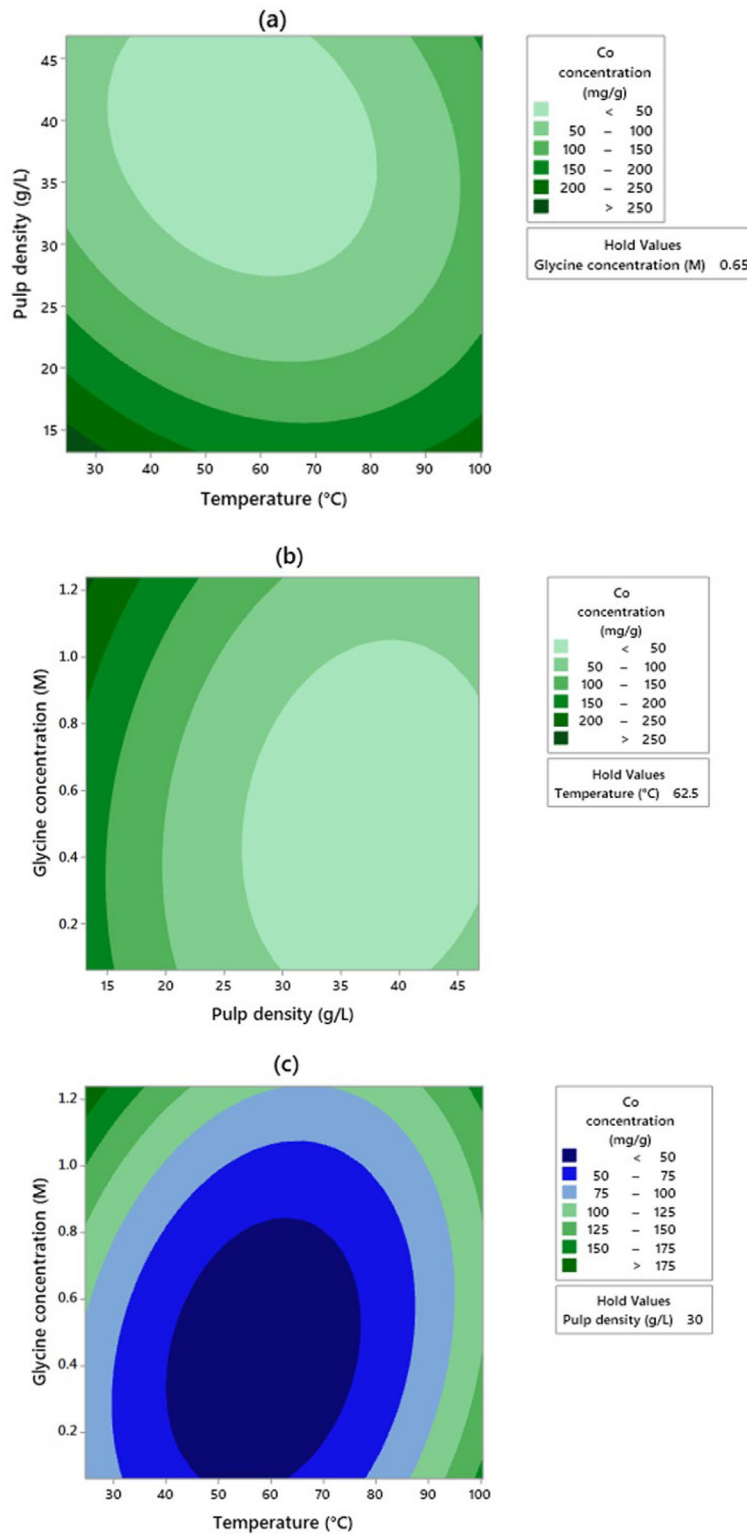 (a)
Pulp density (g/L)
45
40
35
30
25
20
15
30 40 50 60 70 80 90 100
Temperature (°C)
Co
concentration
(mg/g)
< 50
50 – 100
100 – 150
150 – 200
200 – 250
> 250
Hold Values
Glycine concentration (M) 0.65
(b)
Glycine concentration (M)
1.2
1.0
0.8
0.6
0.4
0.2
15 20 25 30 35 40 45
Pulp density (g/L)
Co
concentration
(mg/g)
< 50
50 – 100
100 – 150
150 – 200
200 – 250
> 250
Hold Values
Temperature (°C) 62.5
(c)
Glycine concentration (M)
1.2
1.0
0.8
0.6
0.4
0.2
30 40 50 60 70 80 90 100
Temperature (°C)
Co
concentration
(mg/g)
< 50
50 – 75
75 – 100
100 – 125
125 – 150
150 – 175
> 175
Hold Values
Pulp density (g/L) 30